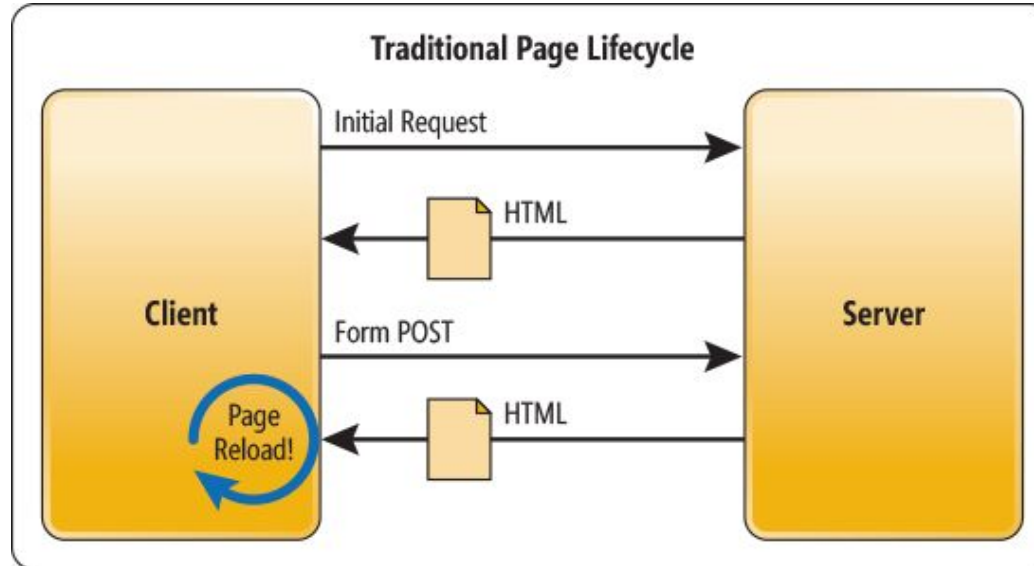 Traditional Page Lifecycle
Initial Request
HTML
Client
Server
Form POST
HTML
Page
Reload!